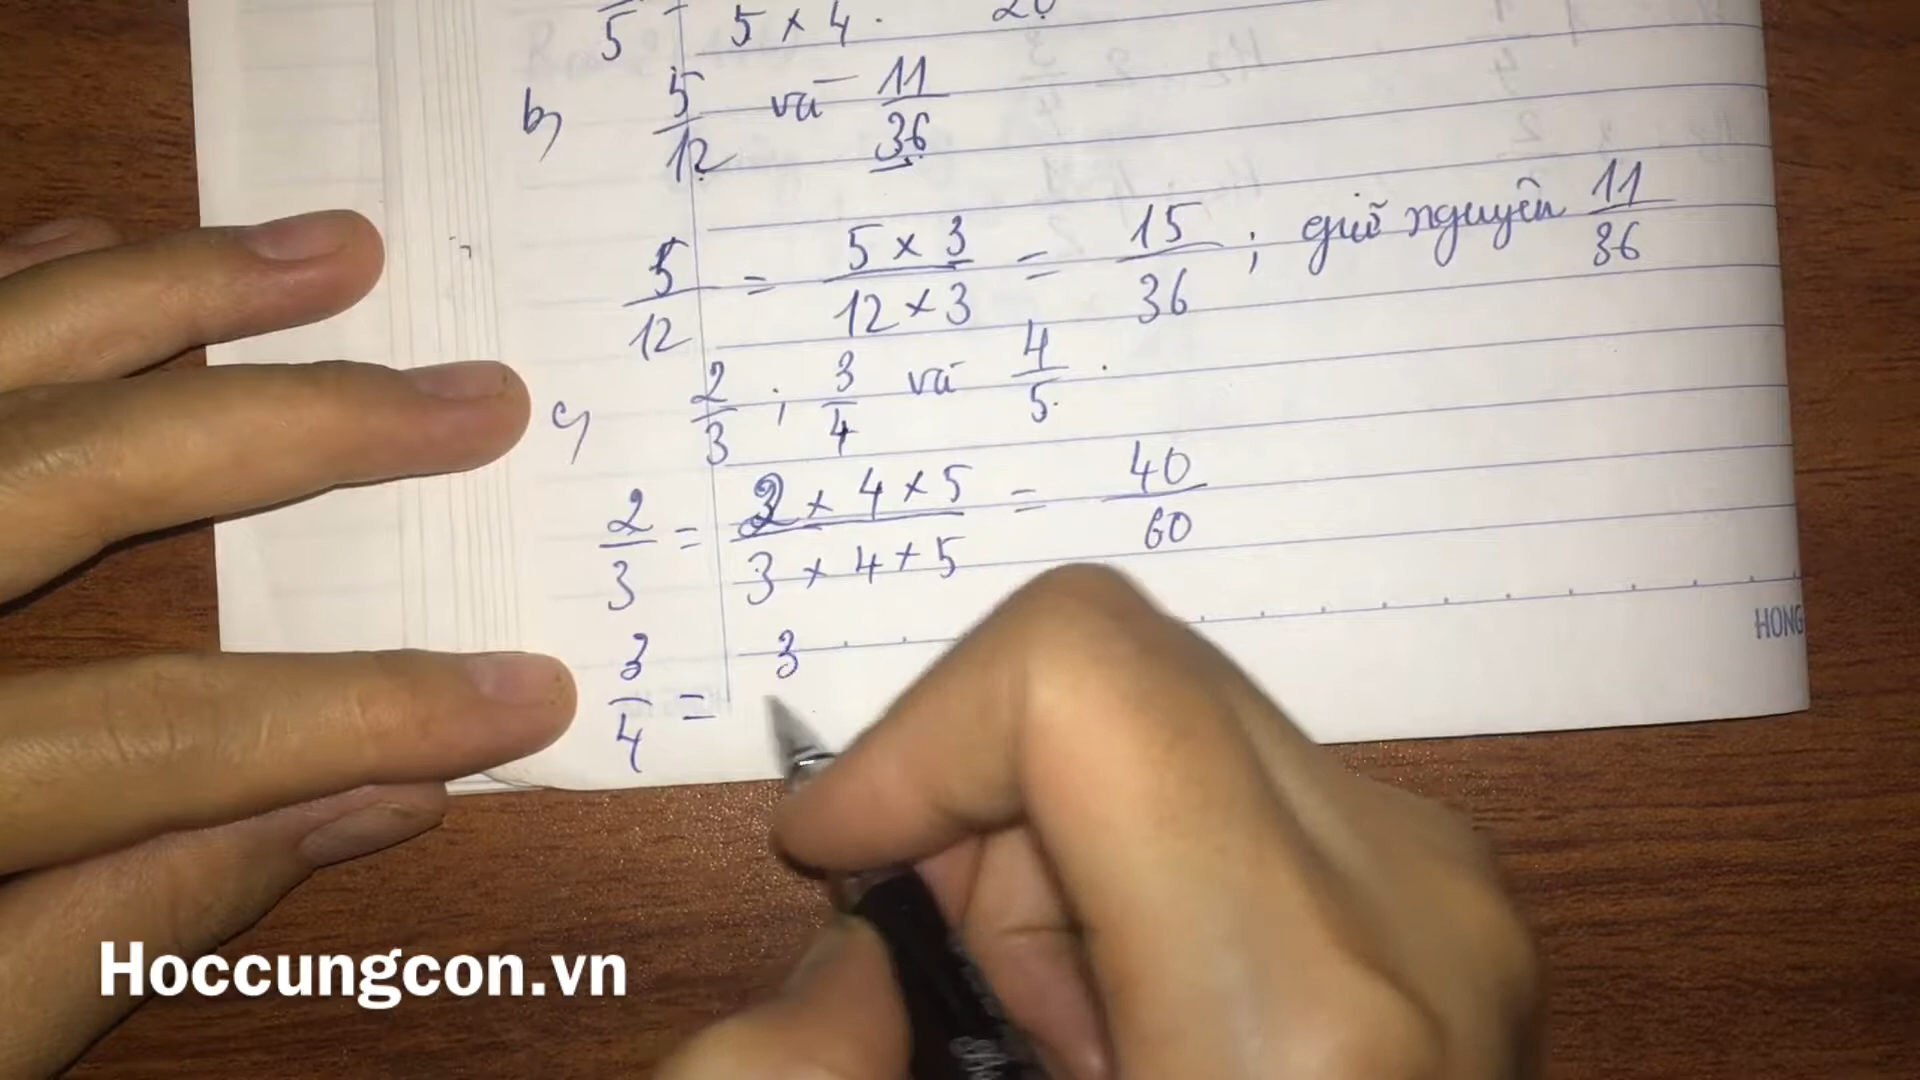 5 = 5 × 4. 20
b) 5/12 và 11/36
5/12 = 5 × 3 / 12 × 3 = 15/36 ; giữ nguyên 11/36
c) 2/3 ; 3/4 và 4/5.
2/3 = 2 × 4 × 5 / 3 × 4 × 5 = 40/60
3/4 = 3
HONG
Hoccungcon.vn